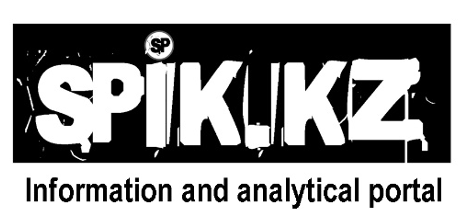 SP
SPIK.KZ
Information and analytical portal